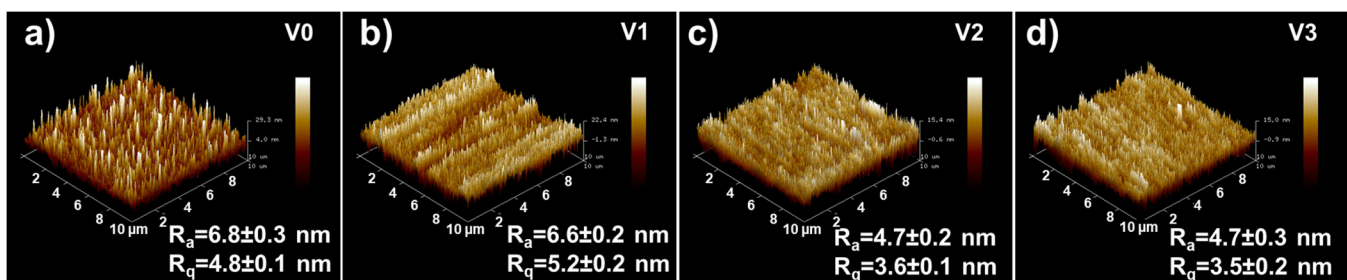 a) V0
29.3 nm
4.0 nm
10 um
10 um
2 4 6 8
10 µm 2 4 6 8
Ra=6.8±0.3 nm
Rq=4.8±0.1 nm
b) V1
22.4 nm
-1.3 nm
10 um
10 um
2 4 6 8
10 µm 2 4 6 8
Ra=6.6±0.2 nm
Rq=5.2±0.2 nm
c) V2
15.4 nm
-0.6 nm
10 um
10 um
2 4 6 8
10 µm 2 4 6 8
Ra=4.7±0.2 nm
Rq=3.6±0.1 nm
d) V3
15.0 nm
-0.9 nm
10 um
10 um
2 4 6 8
10 µm 2 4 6 8
Ra=4.7±0.3 nm
Rq=3.5±0.2 nm